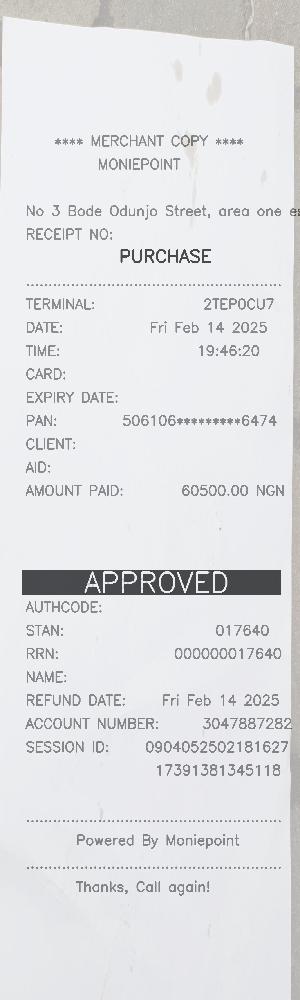 **** MERCHANT COPY ****
MONIEPOINT
No 3 Bode Odunjo Street, area one
RECEIPT NO:
PURCHASE
TERMINAL: 2TEP0CU7
DATE: Fri Feb 14 2025
TIME: 19:46:20
CARD:
EXPIRY DATE:
PAN: 506106*********6474
CLIENT:
AID:
AMOUNT PAID: 60500.00 NGN
APPROVED
AUTHCODE:
STAN: 017640
RRN: 000000017640
NAME:
REFUND DATE: Fri Feb 14 2025
ACCOUNT NUMBER: 3047887282
SESSION ID: 0904052502181627
17391381345118
Powered By Moniepoint
Thanks, Call again!